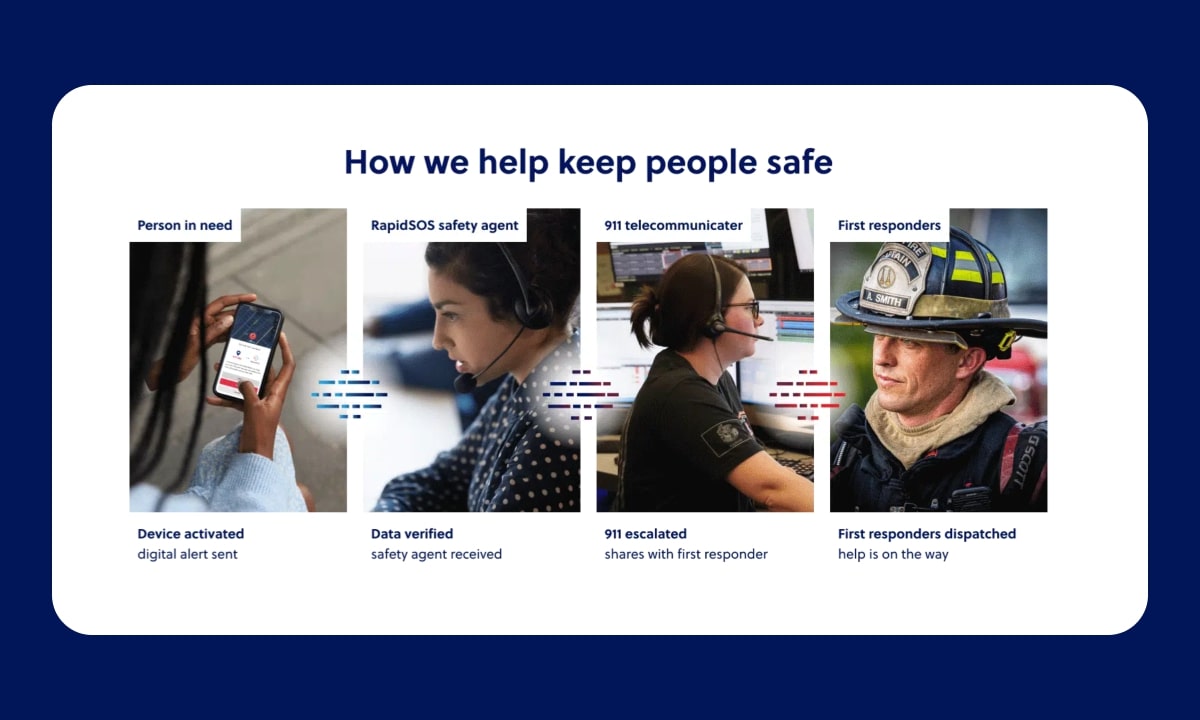 How we help keep people safe
Person in need
RapidSOS safety agent
911 telecommunicater
First responders
FIRE
A. SMITH
SCOTT
Device activated
digital alert sent
Data verified
safety agent received
911 escalated
shares with first responder
First responders dispatched
help is on the way